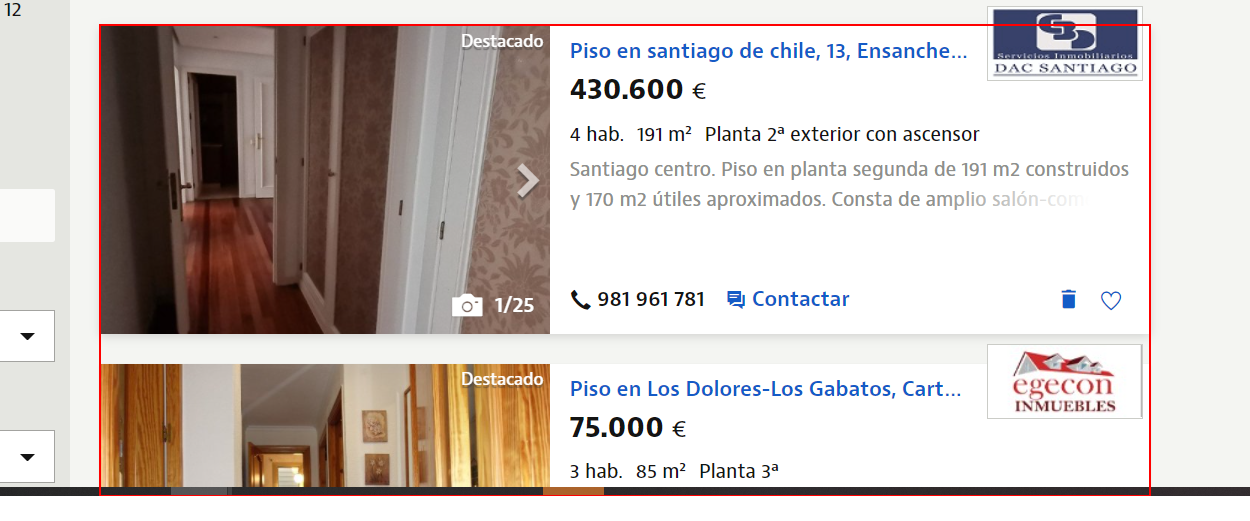 12
Destacado
Piso en santiago de chile, 13, Ensanche...
SBD
Servicios Inmobiliarios
DAC SANTIAGO
430.600 €
4 hab. 191 m² Planta 2ª exterior con ascensor
Santiago centro. Piso en planta segunda de 191 m2 construidos
y 170 m2 útiles aproximados. Consta de amplio salón-com
1/25
981 961 781 Contactar
Destacado
Piso en Los Dolores-Los Gabatos, Cart...
egecon
INMUEBLES
75.000 €
3 hab. 85 m² Planta 3ª